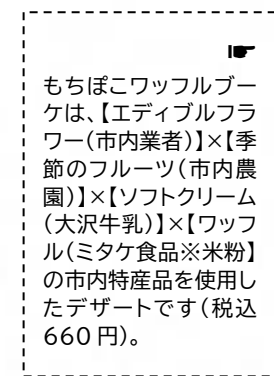 ☛
もちぽこワッフルブー
ケは、【エディブルフラ
ワー(市内業者)】×【季
節のフルーツ(市内農
園)】×【ソフトクリーム
(大沢牛乳)】×【ワッフ
ル(ミタケ食品※米粉】
の市内特産品を使用し
たデザートです(税込
660 円)。